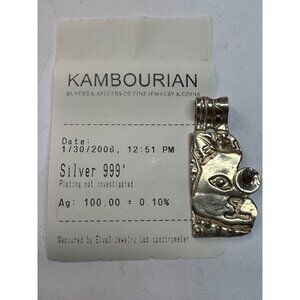 KAMBOURIAN
BUYERS & SELLERS OF FINE JEWELRY & COINS
Date:
1/30/2006, 12:51 PM
Silver 999°
Plating not investigated
Ag: 100.00 ± 0.10%
Measured by ElvaX Jewelry Lab spectrometer